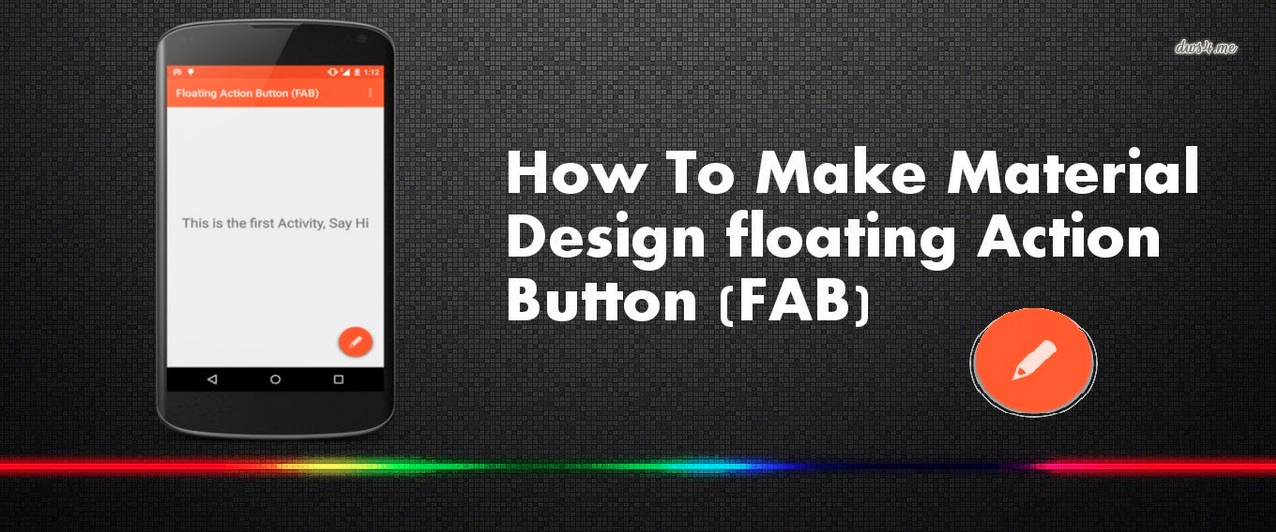 dws4.me
1:12
Floating Action Button (FAB)
This is the first Activity, Say Hi
How To Make Material
Design floating Action
Button (FAB)